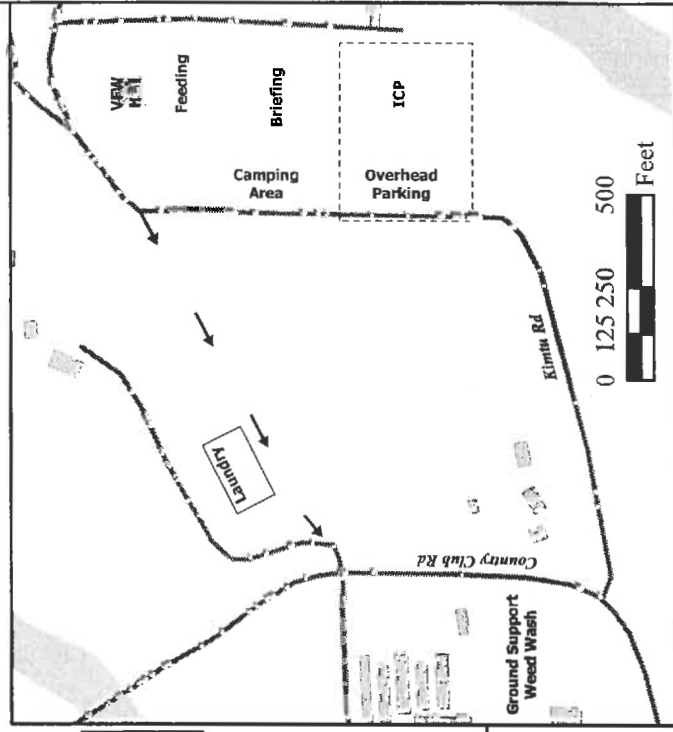 VFW
Feeding
Briefing
ICP
Camping
Area
Overhead
Parking
Laundry
Kimtu Rd
Country Club Rd
Ground Support
Weed Wash
0 125 250 500
Feet